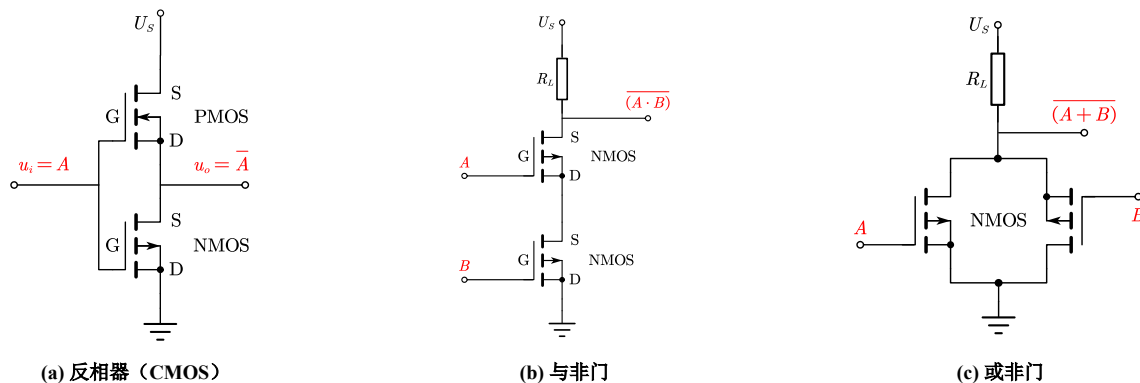 U_S
S
G
PMOS
D
u_i = A
u_o = \overline{A}
S
G
NMOS
D
(a) 反相器（CMOS）
U_S
R_L
\overline{(A · B)}
S
A
G
NMOS
D
S
B
G
NMOS
D
(b) 与非门
U_S
R_L
\overline{(A + B)}
A
NMOS
B
(c) 或非门